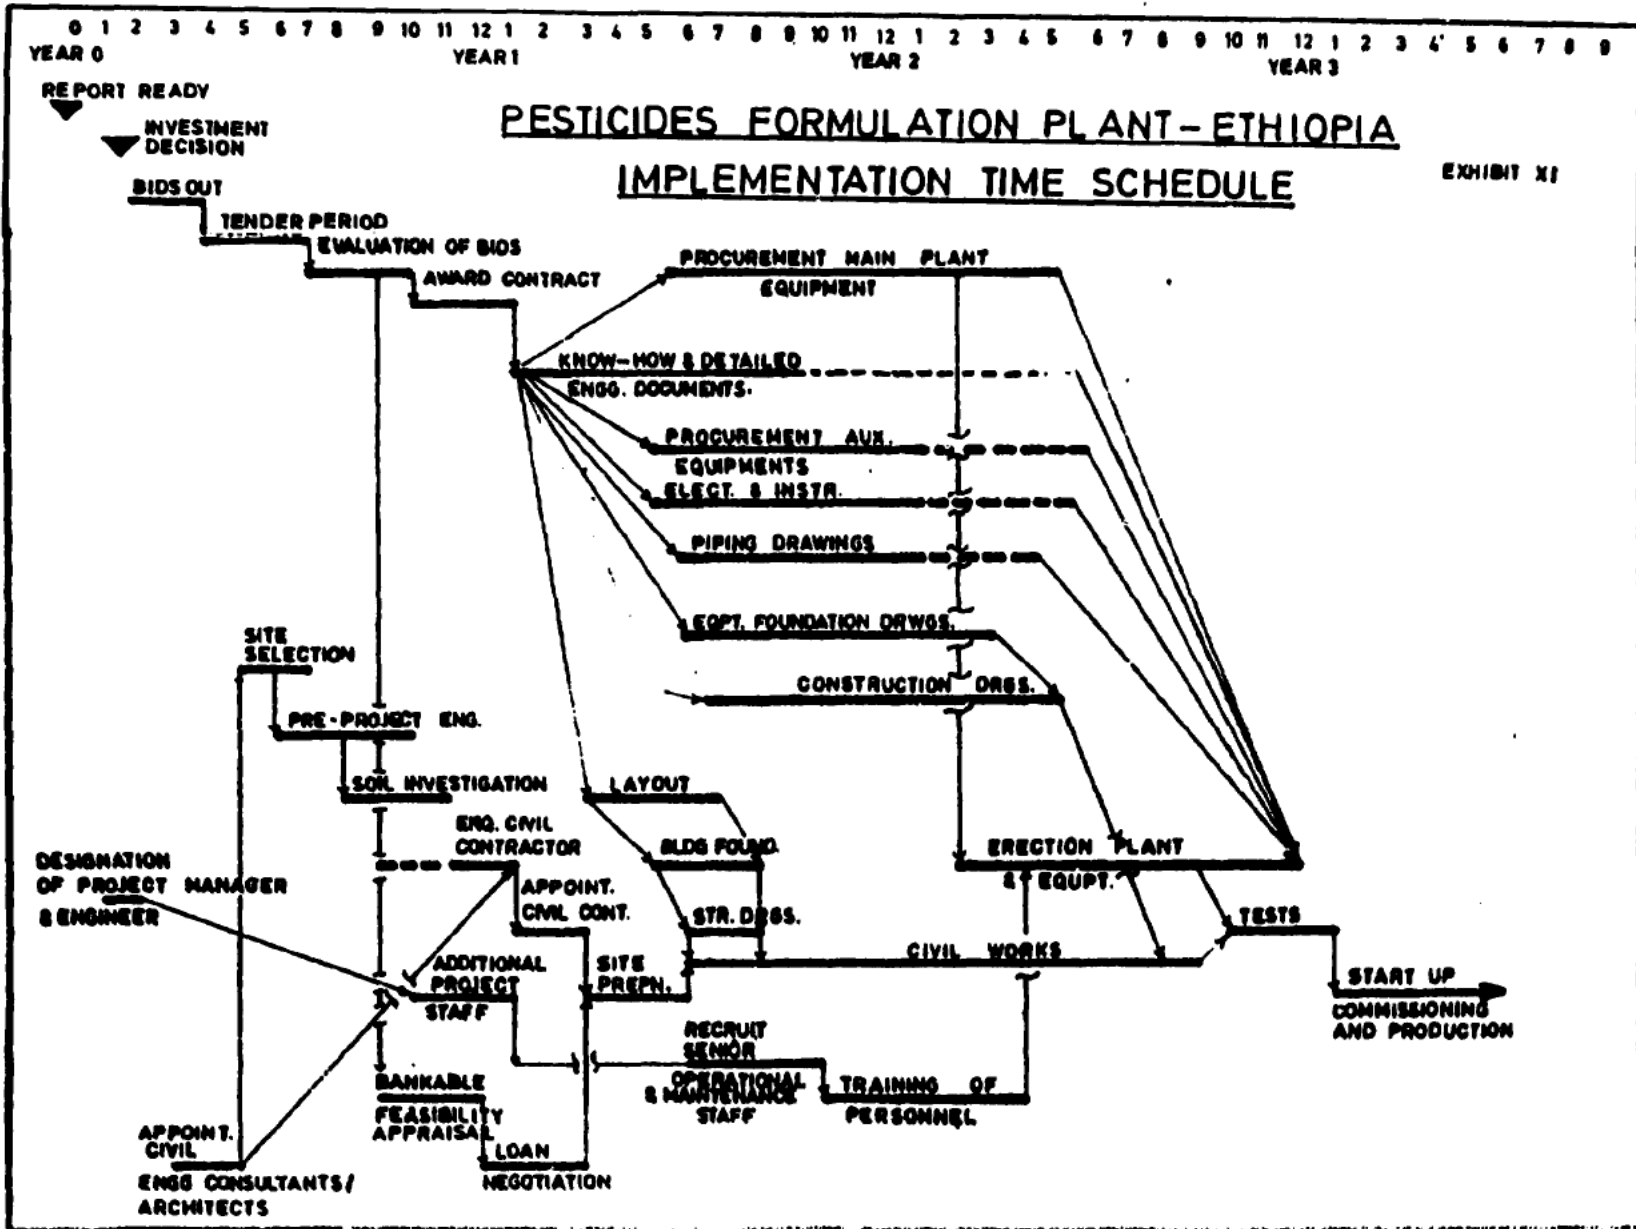 0 1 2 3 4 5 6 7 8 9 10 11 12 1 2 3 4 5 6 7 8 9 10 11 12 1 2 3 4 5 6 7 8 9 10 11 12 1 2 3 4 5 6 7 8 9
YEAR 0 YEAR 1 YEAR 2 YEAR 3
REPORT READY
INVESTMENT
DECISION
PESTICIDES FORMULATION PLANT-ETHIOPIA
IMPLEMENTATION TIME SCHEDULE
EXHIBIT XI
BIDS OUT
TENDER PERIOD
EVALUATION OF BIDS
AWARD CONTRACT
PROCUREMENT MAIN PLANT
EQUIPMENT
KNOW-HOW & DETAILED
ENGG. DOCUMENTS.
PROCUREMENT AUX.
EQUIPMENTS
ELECT. & INSTR.
PIPING DRAWINGS
EQPT. FOUNDATION DRWGS.
CONSTRUCTION DRGS.
SITE
SELECTION
PRE-PROJECT ENG.
SOIL INVESTIGATION
LAYOUT
ENQ. CIVIL
CONTRACTOR
BLDG FOUND.
ERECTION PLANT
& EQUPT.
DESIGNATION
OF PROJECT MANAGER
& ENGINEER
APPOINT.
CIVIL CONT.
STR. DRGS.
TESTS
CIVIL WORKS
ADDITIONAL
PROJECT
STAFF
SITE
PREPN.
START UP
COMMISSIONING
AND PRODUCTION
RECRUIT
SENIOR
OPERATIONAL
& MAINTENANCE
STAFF
TRAINING OF
PERSONNEL
BANKABLE
FEASIBILITY
APPRAISAL
LOAN
NEGOTIATION
APPOINT.
CIVIL
ENGG CONSULTANTS/
ARCHITECTS